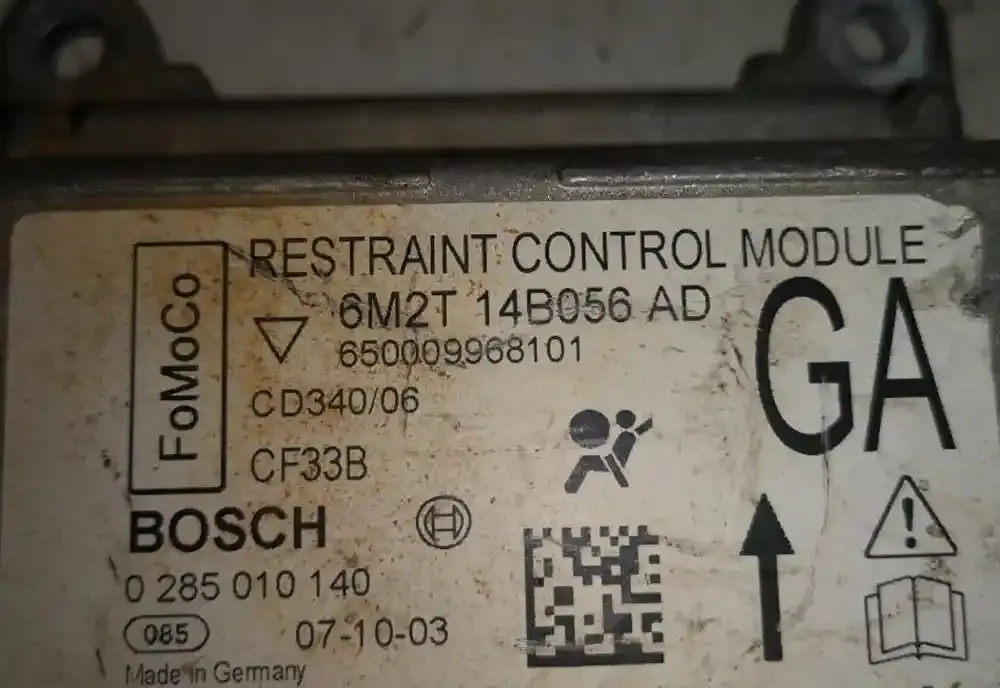 RESTRAINT CONTROL MODULE
FoMoCo
6M2T 14B056 AD
650009968101
GA
CD340/06
CF33B
BOSCH
0 285 010 140
085
07-10-03
Made in Germany